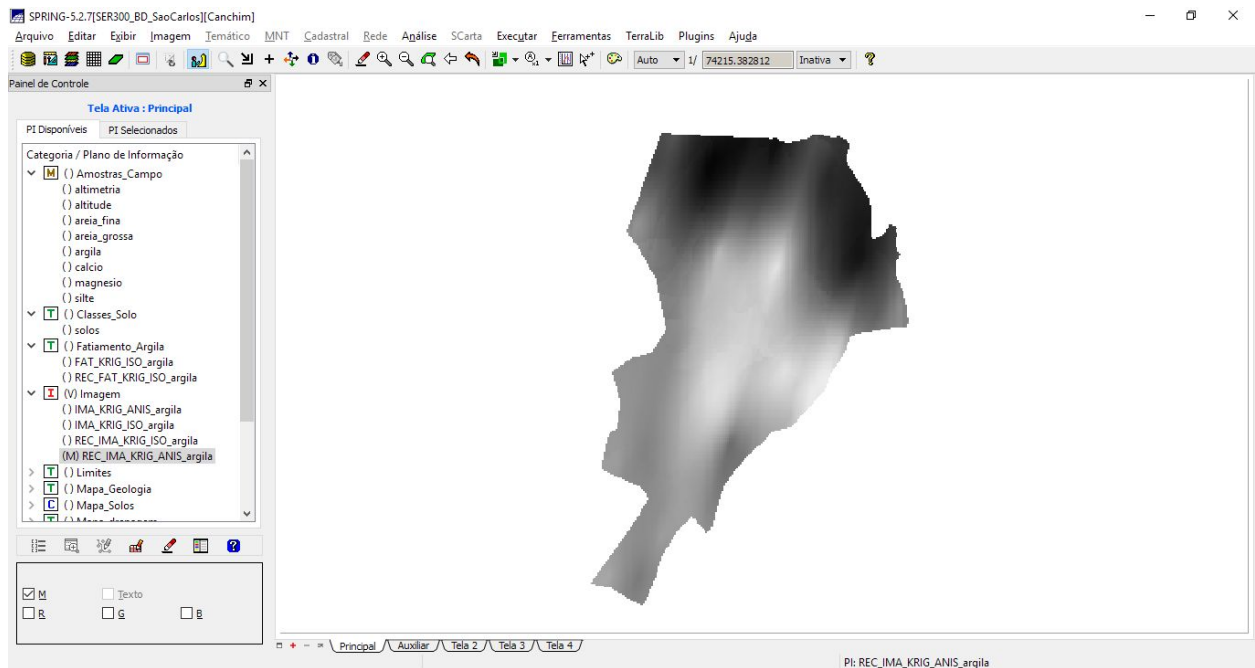 SPRING-5.2.7[SER300_BD_SaoCarlos][Canchim]
Arquivo Editar Exibir Imagem Temático MNT Cadastral Rede Análise SCarta Executar Ferramentas TerraLib Plugins Ajuda
Auto 1/ 74215.382812 Inativa
Painel de Controle
Tela Ativa : Principal
PI Disponíveis PI Selecionados
Categoria / Plano de Informação
M () Amostras_Campo
() altimetria
() altitude
() areia_fina
() areia_grossa
() argila
() calcio
() magnesio
() silte
T () Classes_Solo
() solos
T () Fatiamento_Argila
() FAT_KRIG_ISO_argila
() REC_FAT_KRIG_ISO_argila
I (V) Imagem
() IMA_KRIG_ANIS_argila
() IMA_KRIG_ISO_argila
() REC_IMA_KRIG_ISO_argila
(M) REC_IMA_KRIG_ANIS_argila
T () Limites
T () Mapa_Geologia
C () Mapa_Solos
M Texto
R G B
Principal Auxiliar Tela 2 Tela 3 Tela 4
PI: REC_IMA_KRIG_ANIS_argila